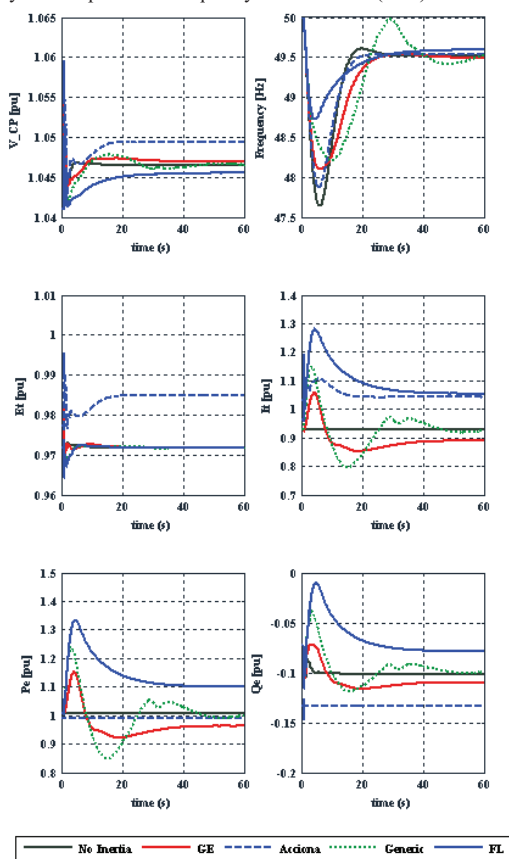 1.065
1.06
1.055
1.05
1.045
1.04
V_CP [pu]
0 20 40 60
time (s)
50
49.5
49
48.5
48
47.5
Frequency [Hz]
0 20 40 60
time (s)
1.01
1
0.99
0.98
0.97
0.96
Et [pu]
0 20 40 60
time (s)
1.4
1.3
1.2
1.1
1
0.9
0.8
0.7
It [pu]
0 20 40 60
time (s)
1.5
1.4
1.3
1.2
1.1
1
0.9
0.8
Pe [pu]
0 20 40 60
time (s)
0
-0.05
-0.1
-0.15
-0.2
Qe [pu]
0 20 40 60
time (s)
No Inertia GE Acciona Generic FL